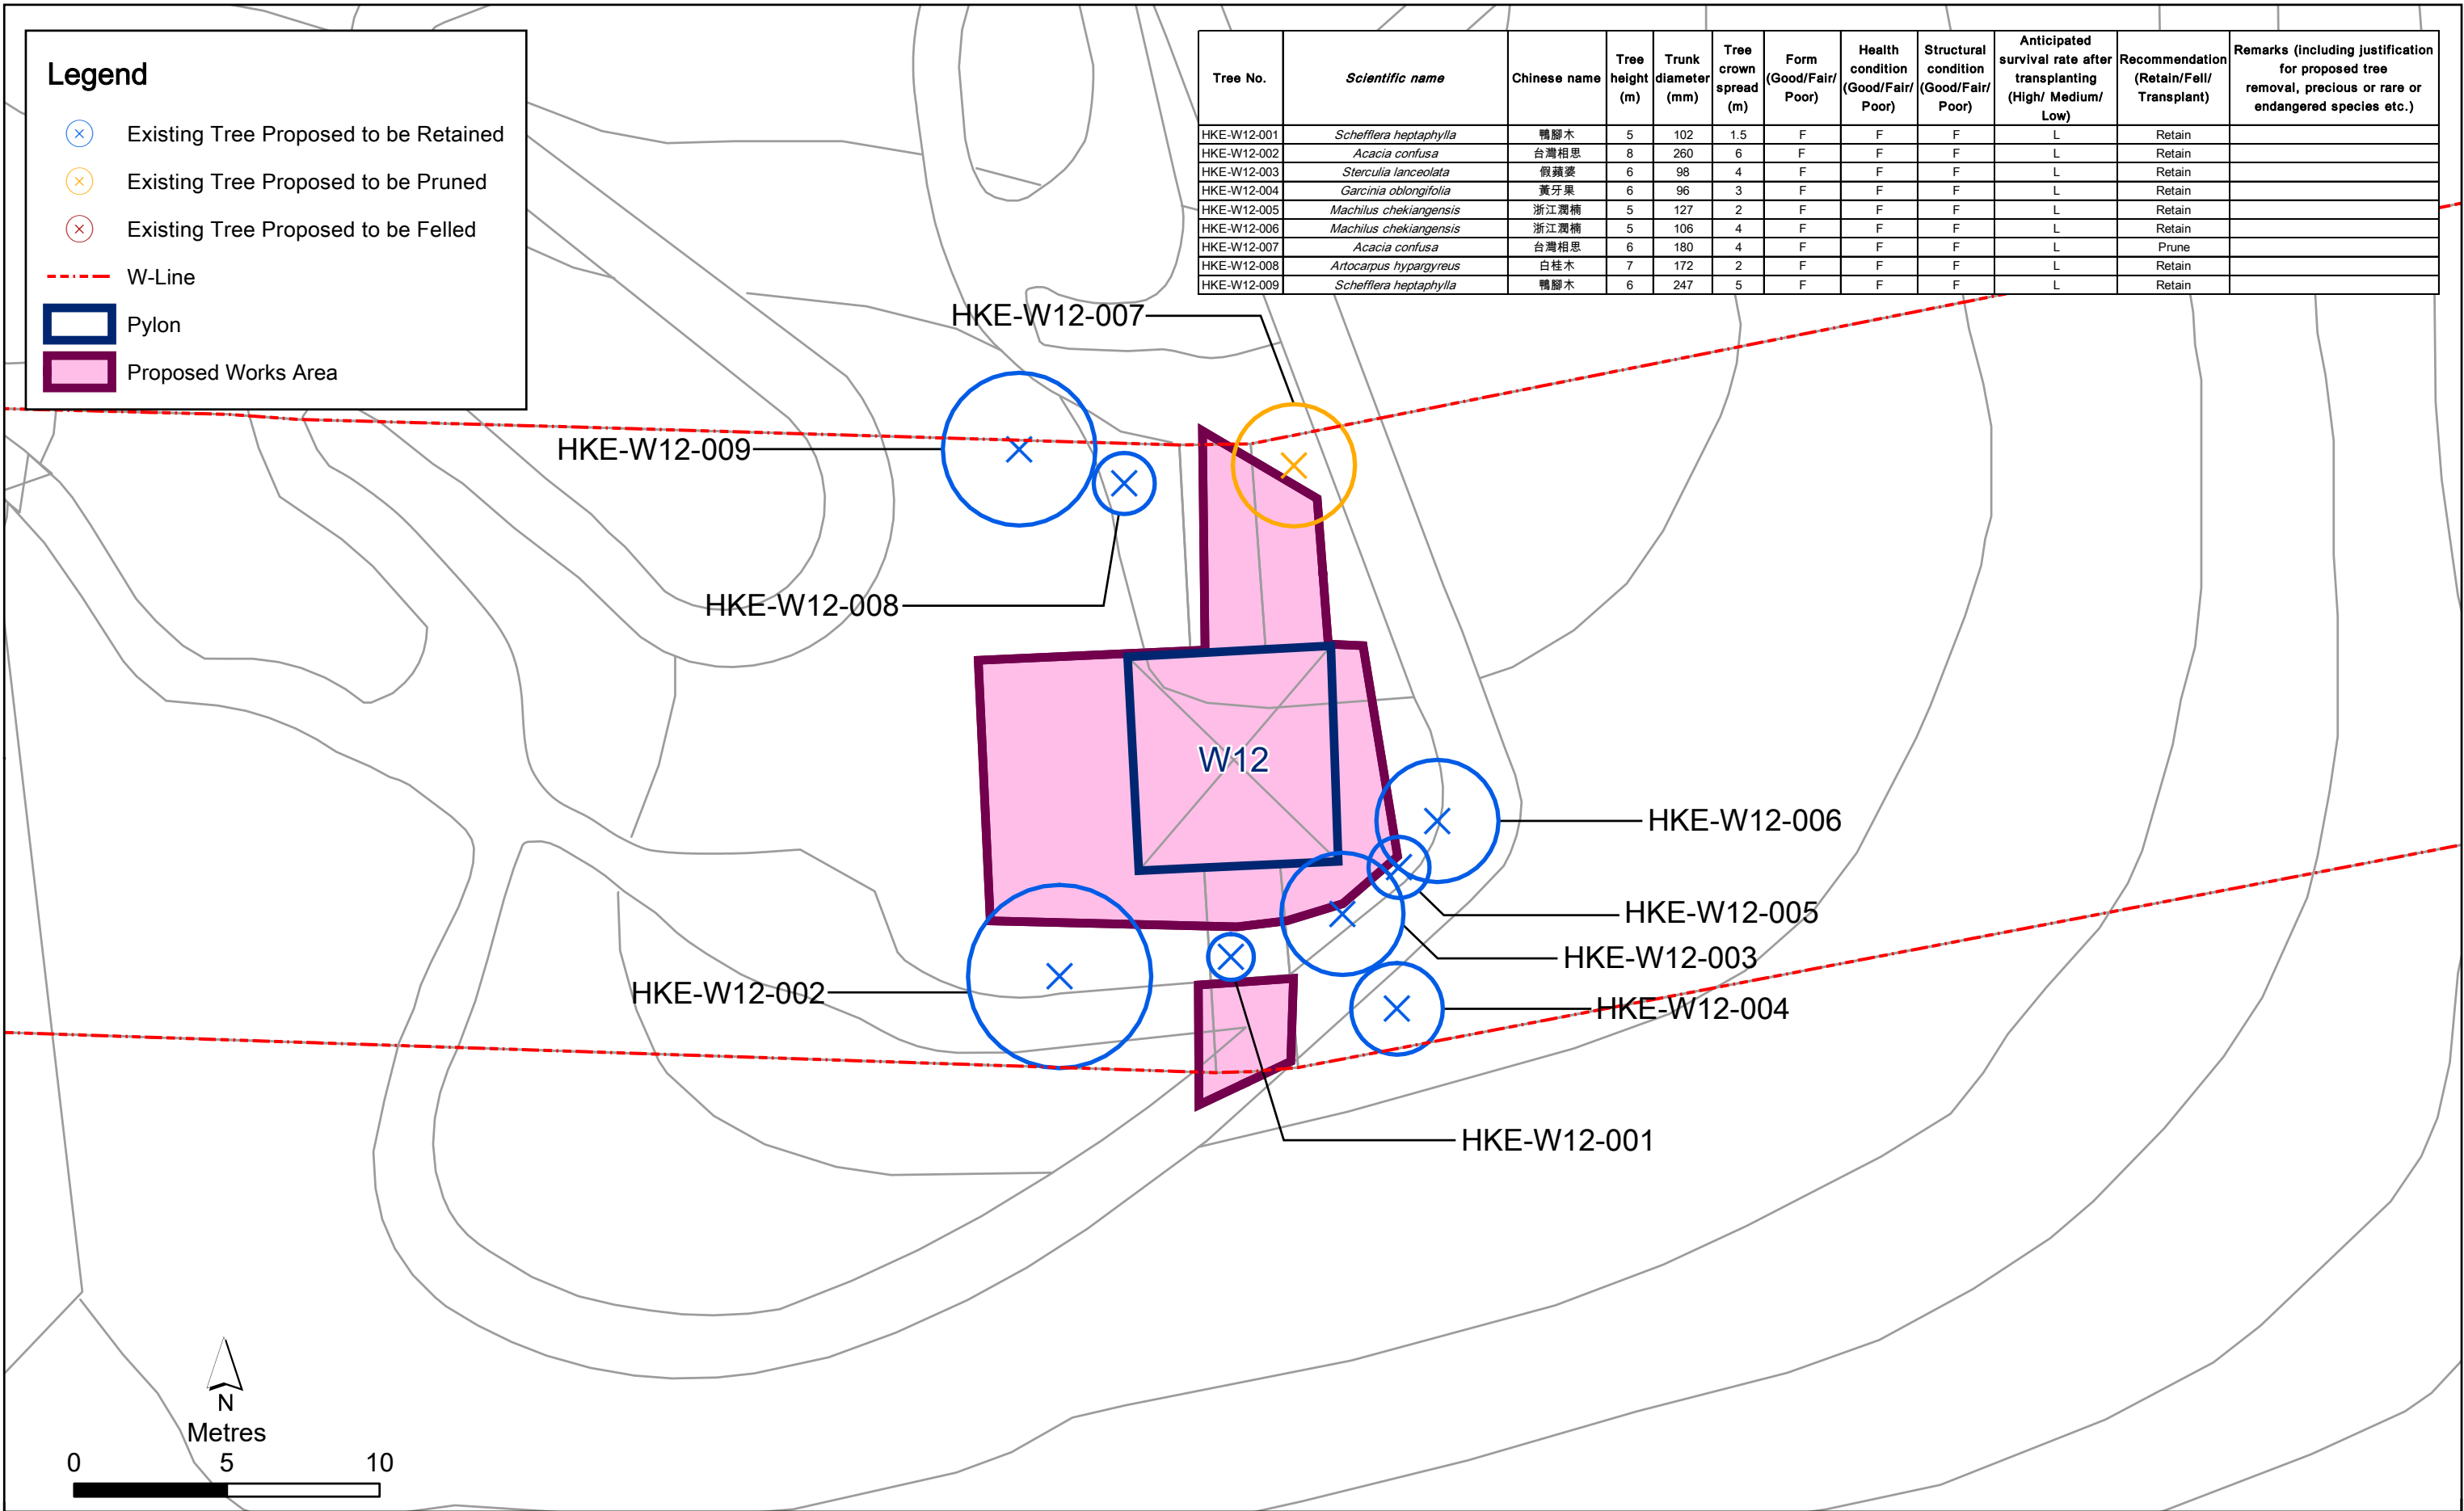 Legend
Existing Tree Proposed to be Retained
Existing Tree Proposed to be Pruned
Existing Tree Proposed to be Felled
W-Line
Pylon
Proposed Works Area
Tree No. Scientific name Chinese name Tree height (m) Trunk diameter (mm) Tree crown spread (m) Form (Good/Fair/ Poor) Health condition (Good/Fair/ Poor) Structural condition (Good/Fair/ Poor) Anticipated survival rate after transplanting (High/ Medium/ Low) Recommendation (Retain/Fell/ Transplant) Remarks (including justification for proposed tree removal, precious or rare or endangered species etc.)
HKE-W12-001 Schefflera heptaphylla 鴨腳木 5 102 1.5 F F F L Retain
HKE-W12-002 Acacia confusa 台灣相思 8 260 6 F F F L Retain
HKE-W12-003 Sterculia lanceolata 假蘋婆 6 98 4 F F F L Retain
HKE-W12-004 Garcinia oblongifolia 黃牙果 6 96 3 F F F L Retain
HKE-W12-005 Machilus chekiangensis 浙江潤楠 5 127 2 F F F L Retain
HKE-W12-006 Machilus chekiangensis 浙江潤楠 5 106 4 F F F L Retain
HKE-W12-007 Acacia confusa 台灣相思 6 180 4 F F F L Prune
HKE-W12-008 Artocarpus hypargyreus 白桂木 7 172 2 F F F L Retain
HKE-W12-009 Schefflera heptaphylla 鴨腳木 6 247 5 F F F L Retain
HKE-W12-007
HKE-W12-009
HKE-W12-008
W12
HKE-W12-006
HKE-W12-005
HKE-W12-003
HKE-W12-002
HKE-W12-004
HKE-W12-001
N
Metres
0 5 10